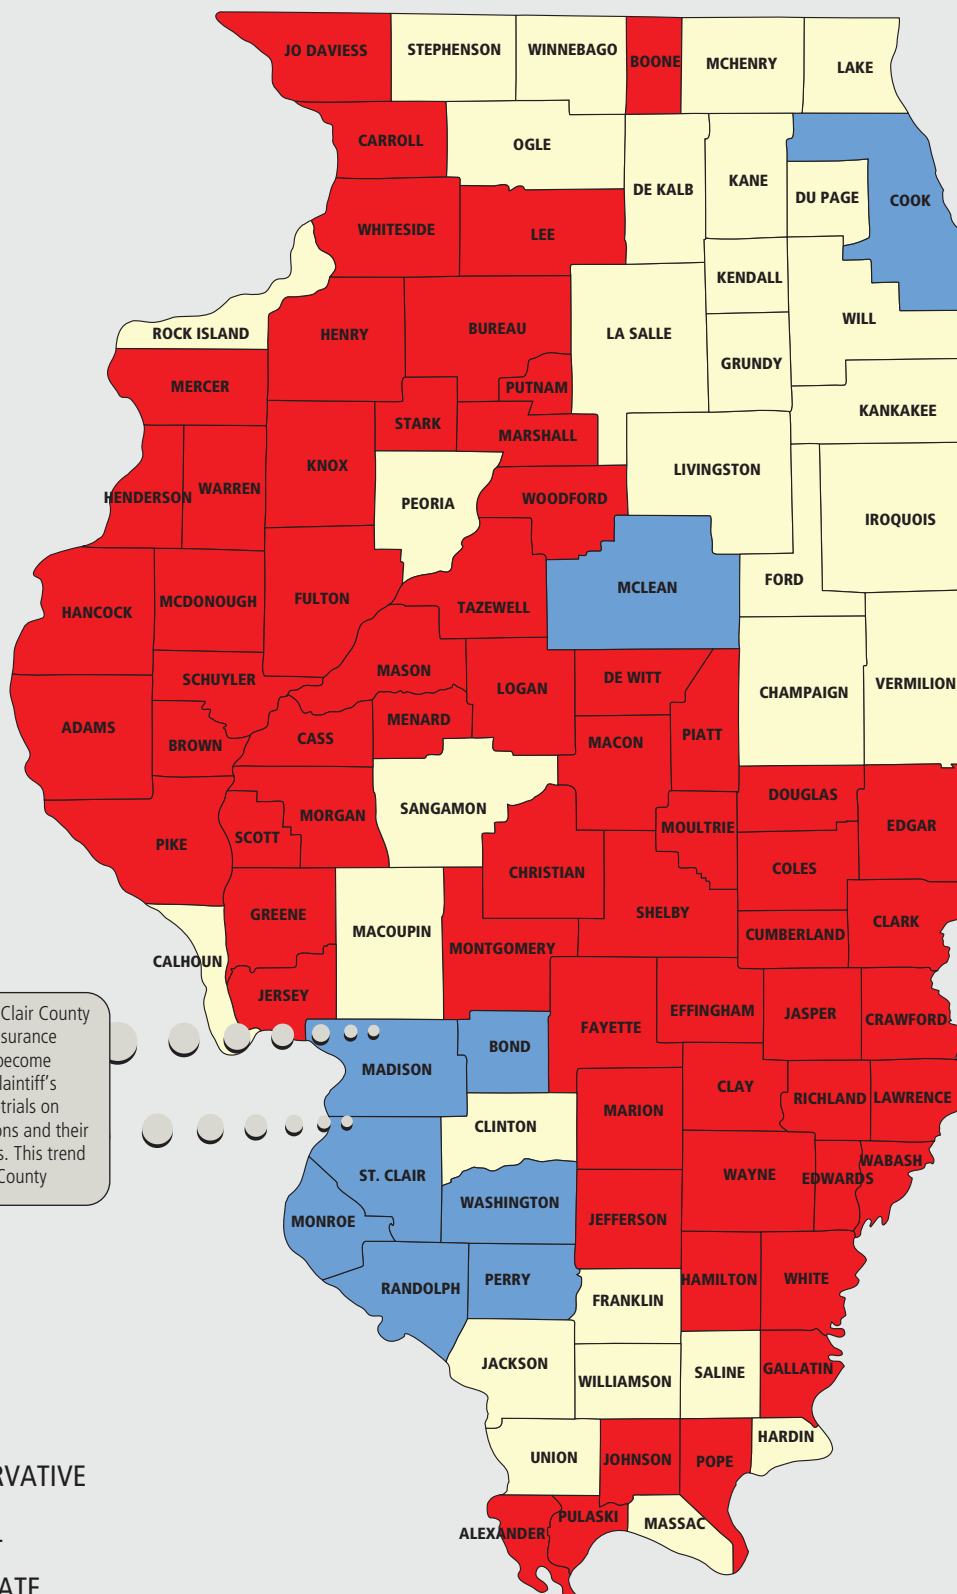 JO DAVIESS
STEPHENSON
WINNEBAGO
BOONE
MCHENRY
LAKE
CARROLL
OGLE
DE KALB
KANE
DU PAGE
COOK
WHITESIDE
LEE
KENDALL
ROCK ISLAND
HENRY
BUREAU
LA SALLE
WILL
GRUNDY
MERCER
PUTNAM
KANKAKEE
STARK
MARSHALL
KNOX
LIVINGSTON
HENDERSON
WARREN
PEORIA
WOODFORD
IROQUOIS
HANCOCK
MCDONOUGH
FULTON
TAZEWELL
MCLEAN
FORD
SCHUYLER
MASON
LOGAN
DE WITT
CHAMPAIGN
VERMILION
ADAMS
BROWN
CASS
MENARD
MACON
PIATT
PIKE
SCOTT
MORGAN
SANGAMON
DOUGLAS
MOULTRIE
EDGAR
CHRISTIAN
COLES
GREENE
MACOUPIN
SHELBY
CLARK
CALHOUN
MONTGOMERY
CUMBERLAND
JERSEY
FAYETTE
EFFINGHAM
JASPER
CRAWFORD
Clair County
surance
become
laintiff's
trials on
ons and their
s. This trend
County
MADISON
BOND
MARION
CLAY
RICHLAND
LAWRENCE
CLINTON
ST. CLAIR
WAYNE
EDWARDS
WABASH
MONROE
WASHINGTON
JEFFERSON
RANDOLPH
PERRY
FRANKLIN
HAMILTON
WHITE
JACKSON
WILLIAMSON
SALINE
GALLATIN
UNION
JOHNSON
POPE
HARDIN
ALEXANDER
PULASKI
MASSAC
RVATIVE
ATE